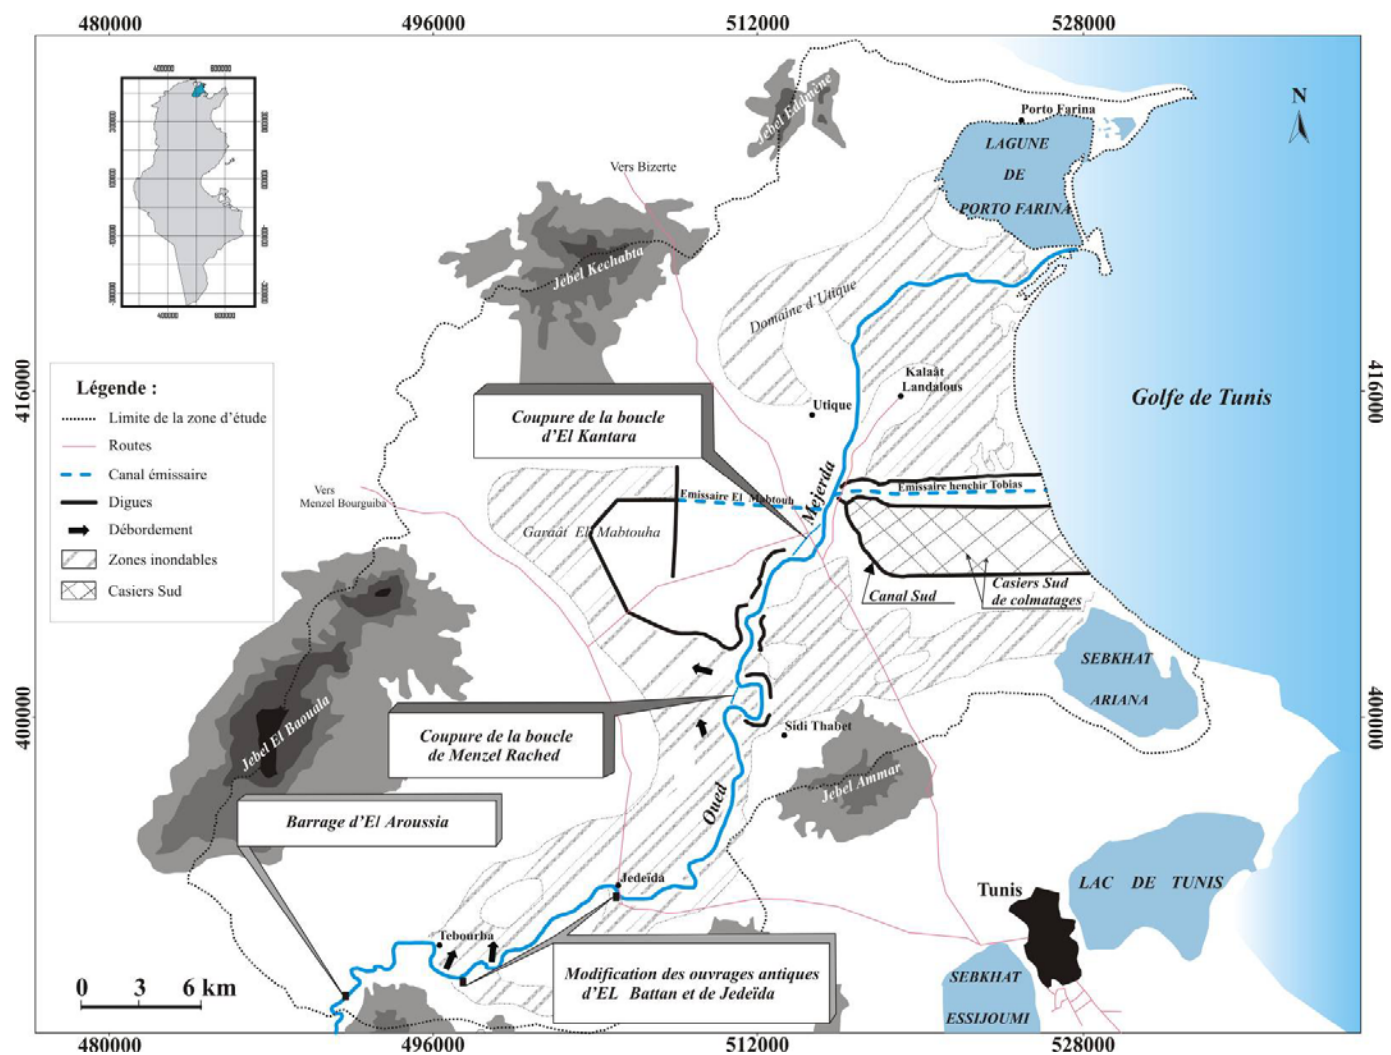 480000
496000
512000
528000
400000
600000
N
Porto Farina
LAGUNE
DE
PORTO FARINA
Jebel Eddmène
Vers Bizerte
Jebel Kechabta
Domaine d'Utique
Légende :
Limite de la zone d'étude
Routes
Canal émissaire
Digues
Débordement
Zones inondables
Casiers Sud
416000
416000
Kalaât
Landalous
Utique
Golfe de Tunis
Coupure de la boucle
d'El Kantara
Mejerda
Vers
Menzel Bourguiba
Emissaire El Mabtouh
Emissaire henchir Tobias
Garâât El Mabtouha
Canal Sud
Casiers Sud
de colmatages
SEBKHAT
ARIANA
400000
400000
Jebel El Baouala
Coupure de la boucle
de Menzel Rached
Sidi Thabet
Jebel Ammar
Oued
Barrage d'El Aroussia
Jedeïda
Tebourba
Tunis
LAC DE TUNIS
Modification des ouvrages antiques
d'EL Battan et de Jedeïda
SEBKHAT
ESSIJOUMI
0 3 6 km
480000
496000
512000
528000